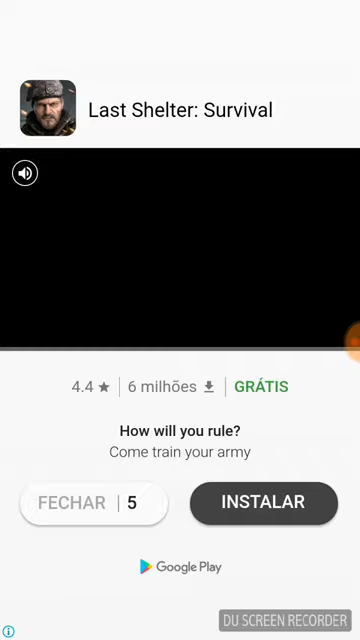 Last Shelter: Survival
4.4 ★ | 6 milhões | GRÁTIS
How will you rule?
Come train your army
FECHAR | 5
INSTALAR
Google Play
DU SCREEN RECORDER